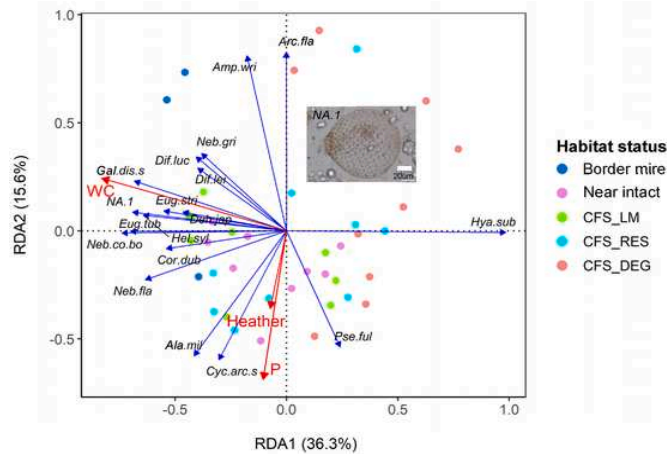 1.0
0.5
0.0
-0.5
RDA2 (15.6%)
-0.5
0.0
0.5
1.0
RDA1 (36.3%)
Arc.fla
Amp.wri
NA.1
20um
Neb.gri
Dif.luc
Dif.lei
Gal.dis.s
WC
Eug.stri
NA.1
Eug.tub
Hel.syl
Neb.co.bo
Cor.dub
Neb.fla
Hya.sub
Heather
Ala.mil
Pse.ful
Cyc.arc.s
P
Habitat status
Border mire
Near intact
CFS_LM
CFS_RES
CFS_DEG